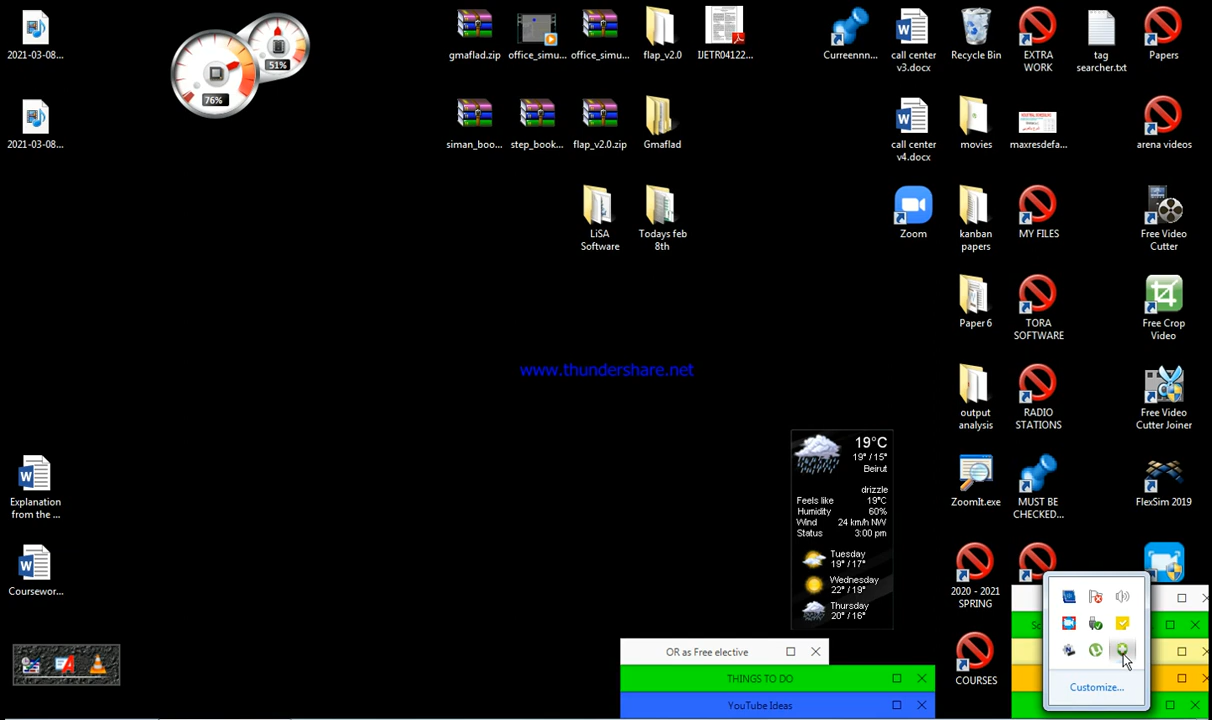 2021-03-08...
2021-03-08...
51%
76%
gmaflad.zip
office_simu...
office_simu...
flap_v2.0
IJETR04122...
Curreennn...
call center
v3.docx
Recycle Bin
EXTRA
WORK
tag
searcher.txt
Papers
siman_boo...
step_book...
flap_v2.0.zip
Gmaflad
call center
v4.docx
movies
maxresdefa...
arena videos
LiSA
Software
Todays feb
8th
Zoom
kanban
papers
MY FILES
Free Video
Cutter
Paper 6
TORA
SOFTWARE
Free Crop
Video
www.thundershare.net
output
analysis
RADIO
STATIONS
Free Video
Cutter Joiner
19°C
19° / 15°
Beirut
drizzle
Feels like 19°C
Humidity 60%
Wind 24 km/h NW
Status 3:00 pm
Tuesday
19° / 17°
Wednesday
22° / 19°
Thursday
20° / 16°
Explanation
from the ...
Coursewor...
ZoomIt.exe
MUST BE
CHECKED...
FlexSim 2019
2020 - 2021
SPRING
COURSES
OR as Free elective
THINGS TO DO
YouTube Ideas
Customize...